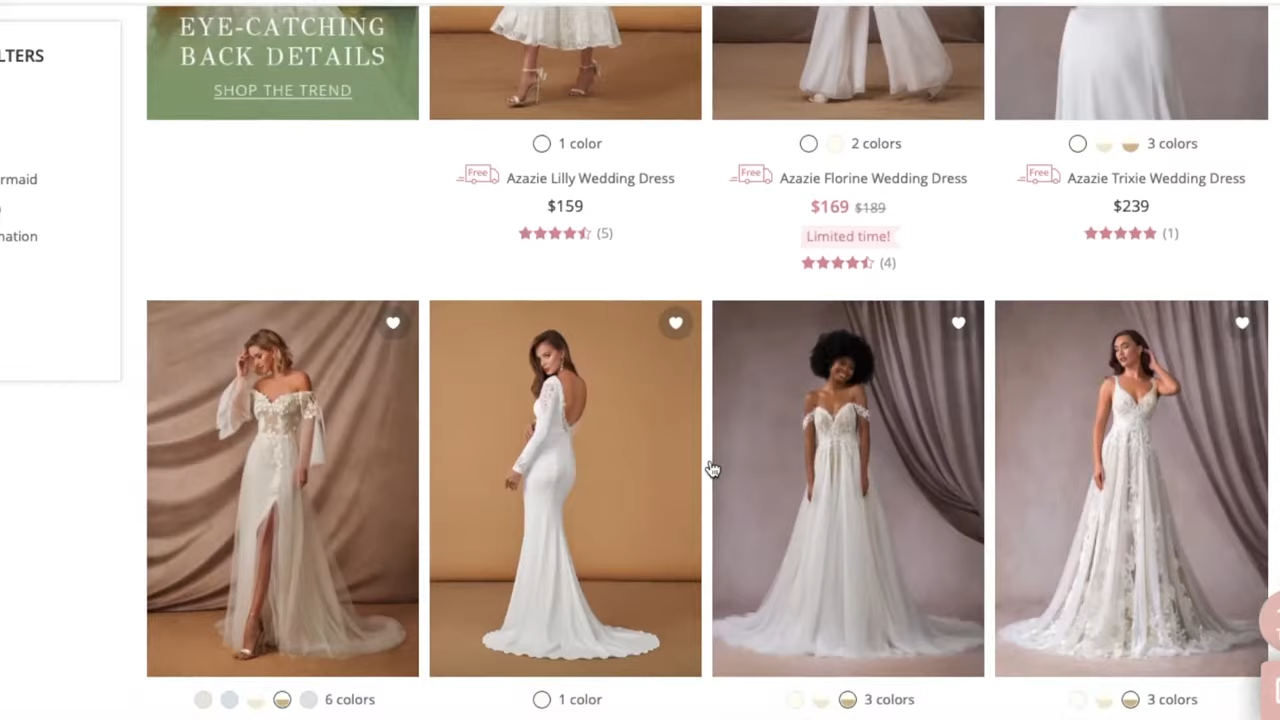 EYE-CATCHING
BACK DETAILS
SHOP THE TREND
LTERS
rmaid
nation
1 color
Free Azazie Lilly Wedding Dress
$159
(5)
2 colors
Free Azazie Florine Wedding Dress
$169 $189
Limited time!
(4)
3 colors
Free Azazie Trixie Wedding Dress
$239
(1)
6 colors
1 color
3 colors
3 colors